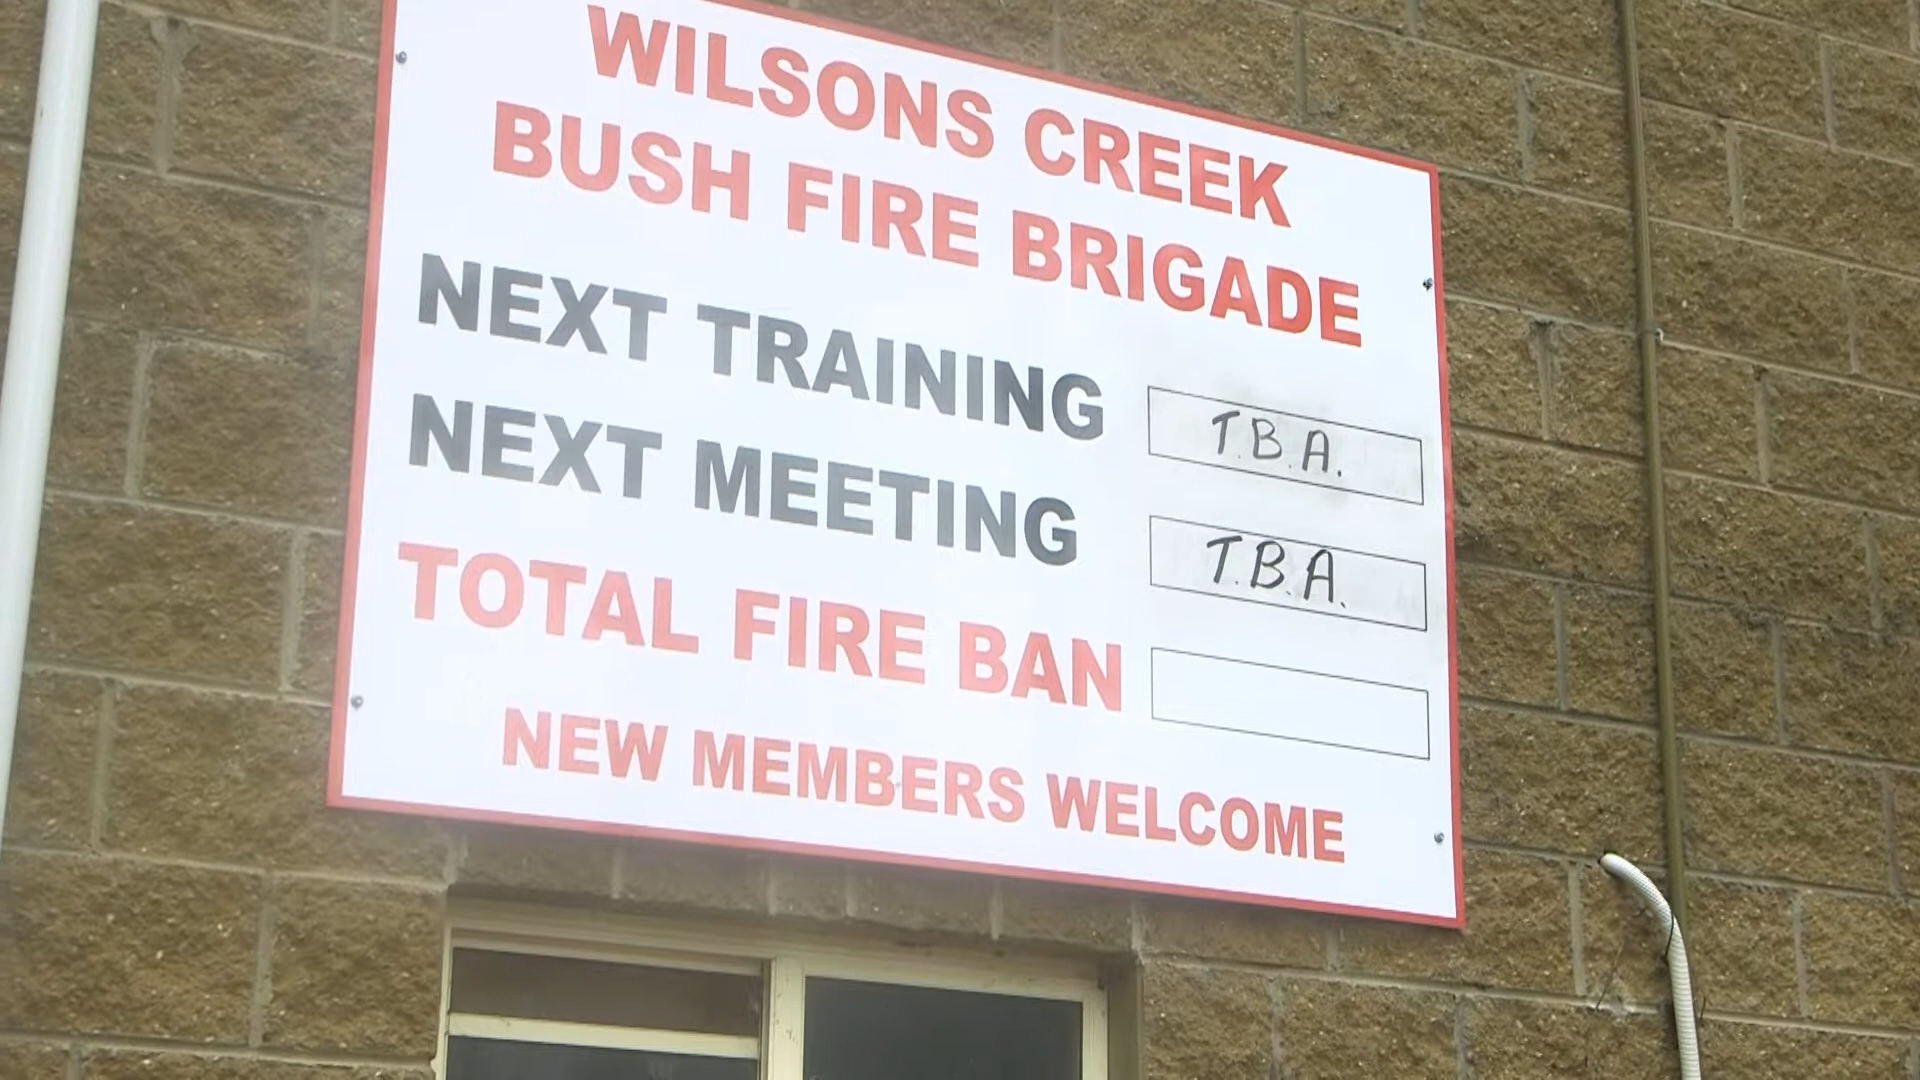 WILSONS CREEK
BUSH FIRE BRIGADE
NEXT TRAINING T.B.A.
NEXT MEETING T.B.A.
TOTAL FIRE BAN
NEW MEMBERS WELCOME